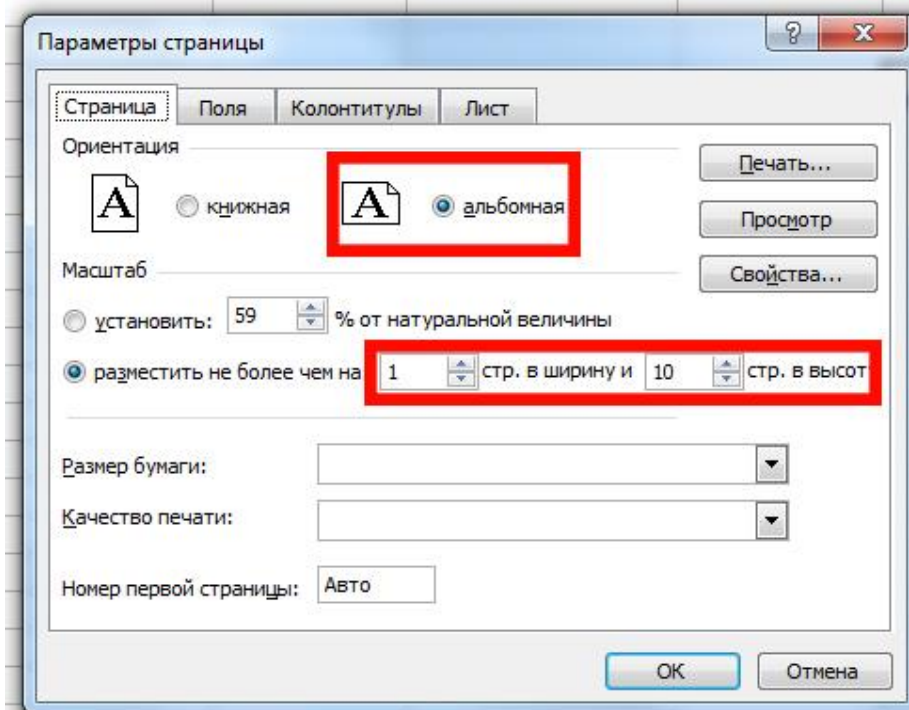 Параметры страницы
Страница Поля Колонтитулы Лист
Ориентация
A книжная A альбомная
Печать...
Просмотр
Масштаб
Свойства...
установить: 59 % от натуральной величины
разместить не более чем на 1 стр. в ширину и 10 стр. в высот
Размер бумаги:
Качество печати:
Номер первой страницы: Авто
ОК Отмена